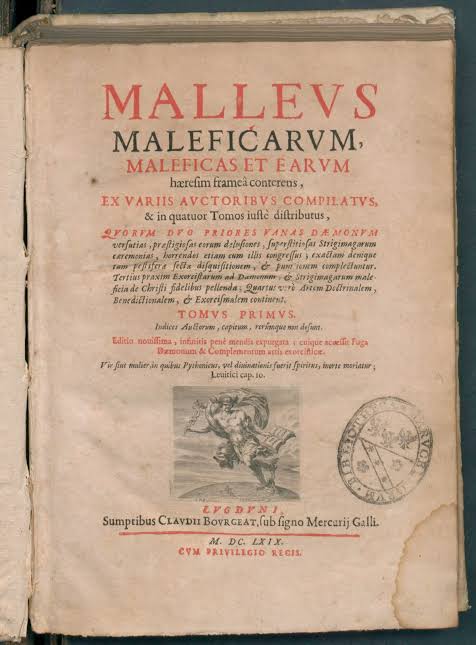 MALLEVS
MALEFICARVM,
MALEFICAS ET EARVM
hæresim frameâ conterens,
EX VARIIS AVCTORIBVS COMPILATVS,
& in quatuor Tomos iustè distributus,
QVORVM DVO PRIORES VANAS DÆMONVM
versutias, præstigiosas eorum delusiones, superstitiosas Strigimagarum
cæremonias, horrendos etiam cum illis congressus; exactam denique
tam pestiferæ sectæ disquisitionem, & punitionem complectuntur.
Tertius praxim Exorcistarum ad Dæmonum, & Strigimagarum male-
ficia de Christi fidelibus pellenda; Quartus verò Artem Doctrinalem,
Benedictionalem, & Exorcismalem continent.
TOMVS PRIMVS.
Indices Auctorum, capitum, rerúmque non desunt.
Editio nouissima, infinitis penè mendis expurgata; cuique accessit Fuga
Dæmonum & Complementum artis exorcisticæ.
Vir siue mulier, in quibus Pythonicus, vel diuinationis fuerit spiritus, morte moriatur;
Leuitici cap. 10.
LVGDVNI,
Sumptibus CLAVDII BOVRGEAT, sub signo Mercurij Galli.
M. DC. LXIX.
CVM PRIVILEGIO REGIS.